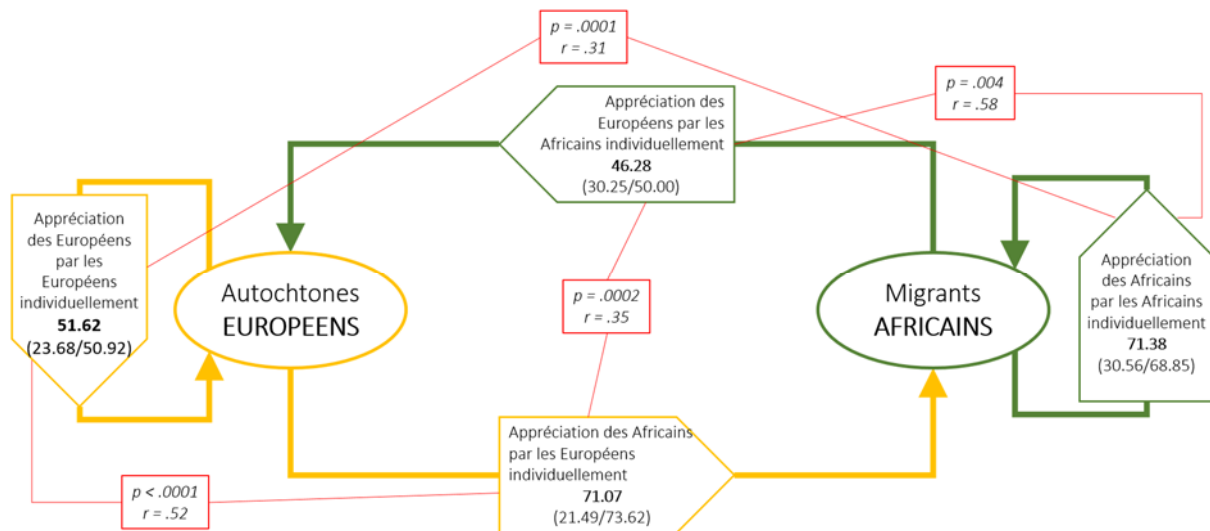 p = .0001
r = .31
p = .004
r = .58
Appréciation des
Européens par les
Africains individuellement
46.28
(30.25/50.00)
Appréciation
des Européens
par les
Européens
individuellement
51.62
(23.68/50.92)
Autochtones
EUROPEENS
p = .0002
r = .35
Migrants
AFRICAINS
Appréciation
des Africains
par les Africains
individuellement
71.38
(30.56/68.85)
Appréciation des Africains
par les Européens
individuellement
71.07
(21.49/73.62)
p < .0001
r = .52